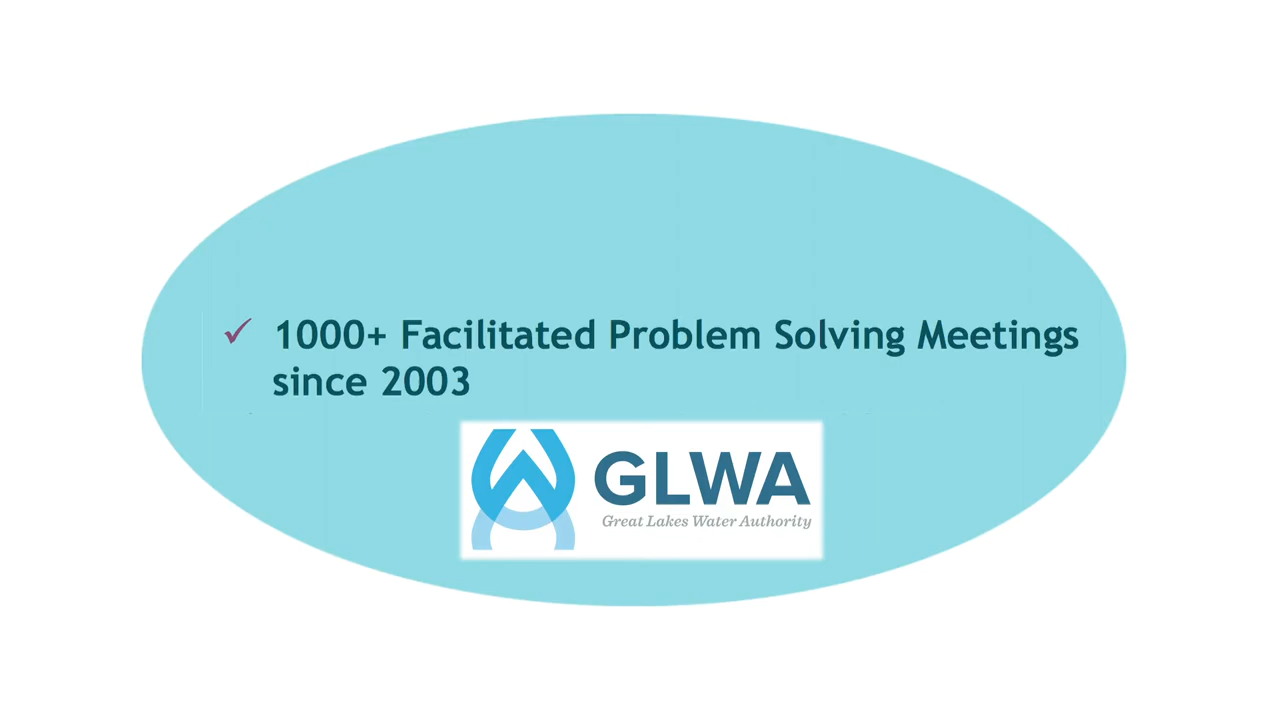 ✓ 1000+ Facilitated Problem Solving Meetings
since 2003
GLWA
Great Lakes Water Authority